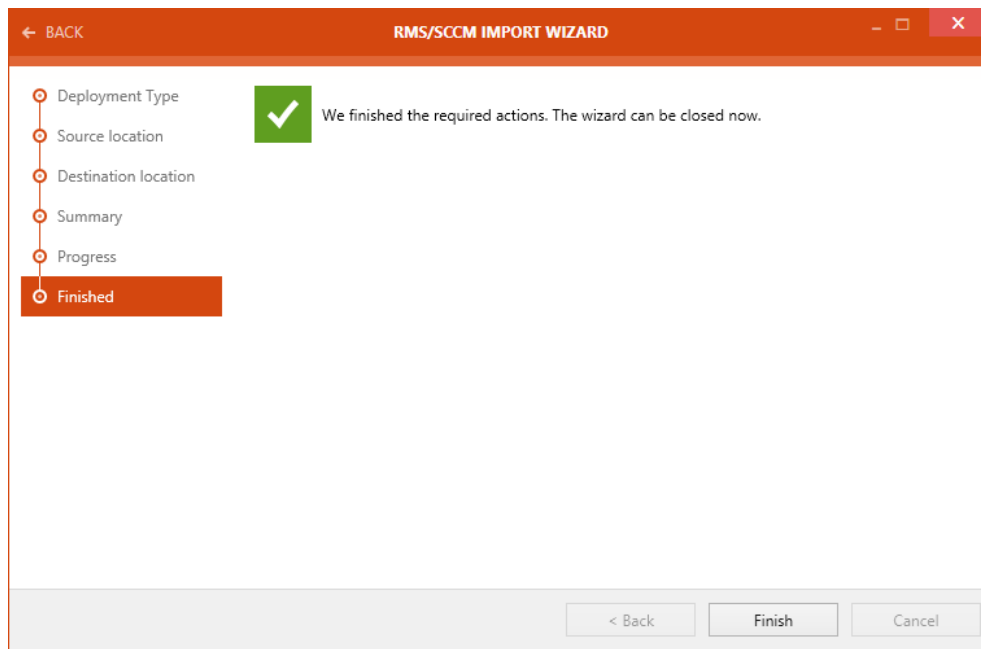 ← BACK
RMS/SCCM IMPORT WIZARD
Deployment Type
We finished the required actions. The wizard can be closed now.
Source location
Destination location
Summary
Progress
Finished
< Back
Finish
Cancel